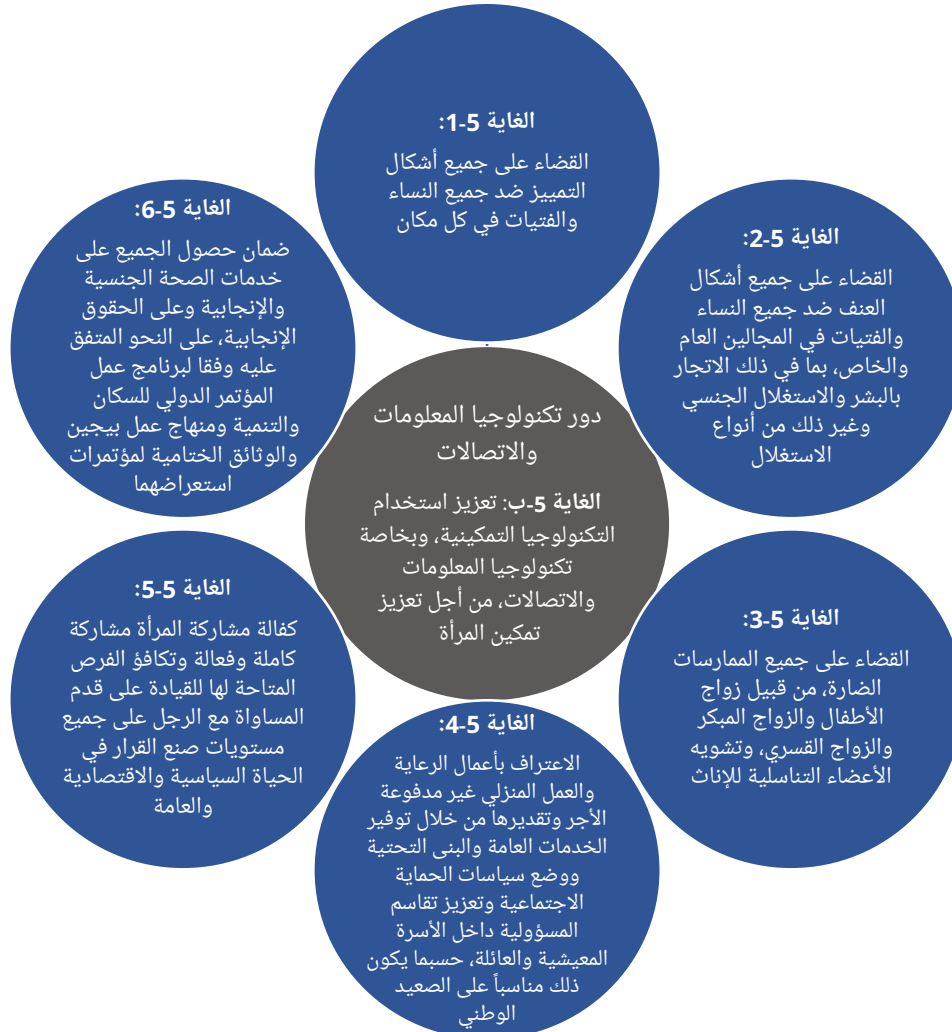 الغاية 5-1:
القضاء على جميع أشكال
التمييز ضد جميع النساء
والفتيات في كل مكان
الغاية 5-2:
القضاء على جميع أشكال
العنف ضد جميع النساء
والفتيات في المجالين العام
والخاص، بما في ذلك الاتجار
بالبشر والاستغلال الجنسي
وغير ذلك من أنواع
الاستغلال
الغاية 5-3:
القضاء على جميع الممارسات
الضارة، من قبيل زواج
الأطفال والزواج المبكر
والزواج القسري، وتشويه
الأعضاء التناسلية للإناث
الغاية 5-4:
الاعتراف بأعمال الرعاية
والعمل المنزلي غير مدفوعة
الأجر وتقديرها من خلال توفير
الخدمات العامة والبنى التحتية
ووضع سياسات الحماية
الاجتماعية وتعزيز تقاسم
المسؤولية داخل الأسرة
المعيشية والعائلة، حسبما يكون
ذلك مناسباً على الصعيد
الوطني
الغاية 5-5:
كفالة مشاركة المرأة مشاركة
كاملة وفعالة وتكافؤ الفرص
المتاحة لها للقيادة على قدم
المساواة مع الرجل على جميع
مستويات صنع القرار في
الحياة السياسية والاقتصادية
والعامة
الغاية 5-6:
ضمان حصول الجميع على
خدمات الصحة الجنسية
والإنجابية وعلى الحقوق
الإنجابية، على النحو المتفق
عليه وفقا لبرنامج عمل
المؤتمر الدولي للسكان
والتنمية ومنهاج عمل بيجين
والوثائق الختامية لمؤتمرات
استعراضهما
دور تكنولوجيا المعلومات
والاتصالات
الغاية 5-ب: تعزيز استخدام
التكنولوجيا التمكينية، وبخاصة
تكنولوجيا المعلومات
والاتصالات، من أجل تعزيز
تمكين المرأة